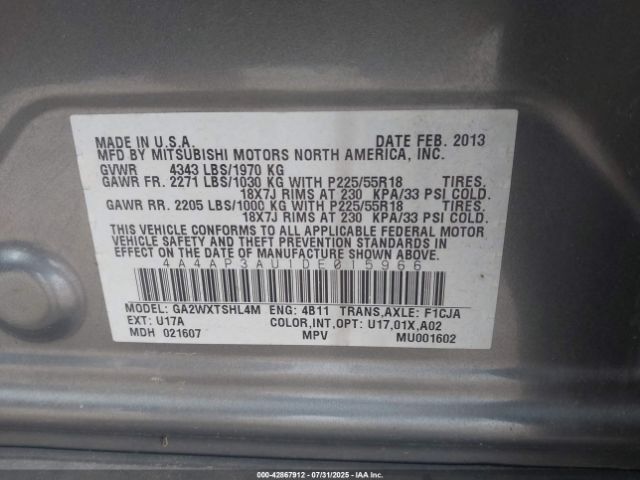 MADE IN U.S.A. DATE FEB. 2013
MFD BY MITSUBISHI MOTORS NORTH AMERICA, INC.
GVWR 4343 LBS/1970 KG
GAWR FR. 2271 LBS/1030 KG WITH P225/55R18 TIRES.
18X7J RIMS AT 230 KPA/33 PSI COLD.
GAWR RR. 2205 LBS/1000 KG WITH P225/55R18 TIRES.
18X7J RIMS AT 230 KPA/33 PSI COLD.
THIS VEHICLE CONFORMS TO ALL APPLICABLE FEDERAL MOTOR
VEHICLE SAFETY AND THEFT PREVENTION STANDARDS IN
EFFECT ON THE DATE OF MANUFACTURE SHOWN ABOVE.
4A4AP3AU1DE015966
MODEL: GA2WXTSHL4M ENG: 4B11 TRANS,AXLE: F1CJA
EXT: U17A COLOR,INT,OPT: U17,01X,A02
MDH 021607 MPV MU001602
000-42867912 - 07/31/2025 - IAAI.com